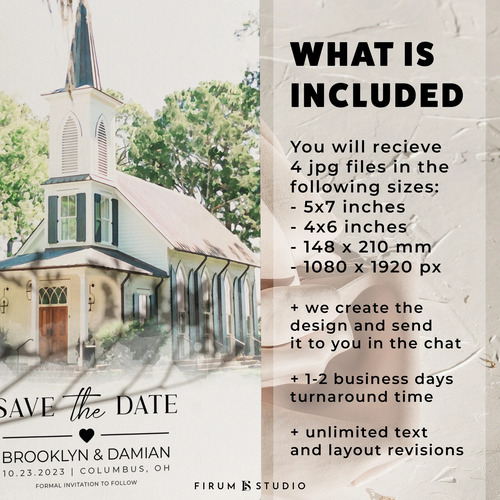 WHAT IS
INCLUDED
You will recieve
4 jpg files in the
following sizes:
- 5x7 inches
- 4x6 inches
- 148 x 210 mm
- 1080 x 1920 px
+ we create the
design and send
it to you in the chat
+ 1-2 business days
turnaround time
+ unlimited text
and layout revisions
SAVE the DATE
BROOKLYN & DAMIAN
10.23.2023 | COLUMBUS, OH
FORMAL INVITATION TO FOLLOW
FIRUM STUDIO